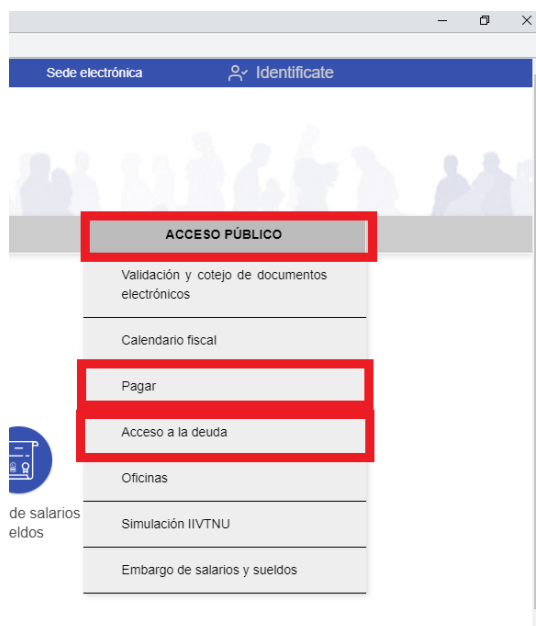 Sede electrónica
Identificate
ACCESO PÚBLICO
Validación y cotejo de documentos
electrónicos
Calendario fiscal
Pagar
Acceso a la deuda
Oficinas
de salarios
eldos
Simulación IIVTNU
Embargo de salarios y sueldos